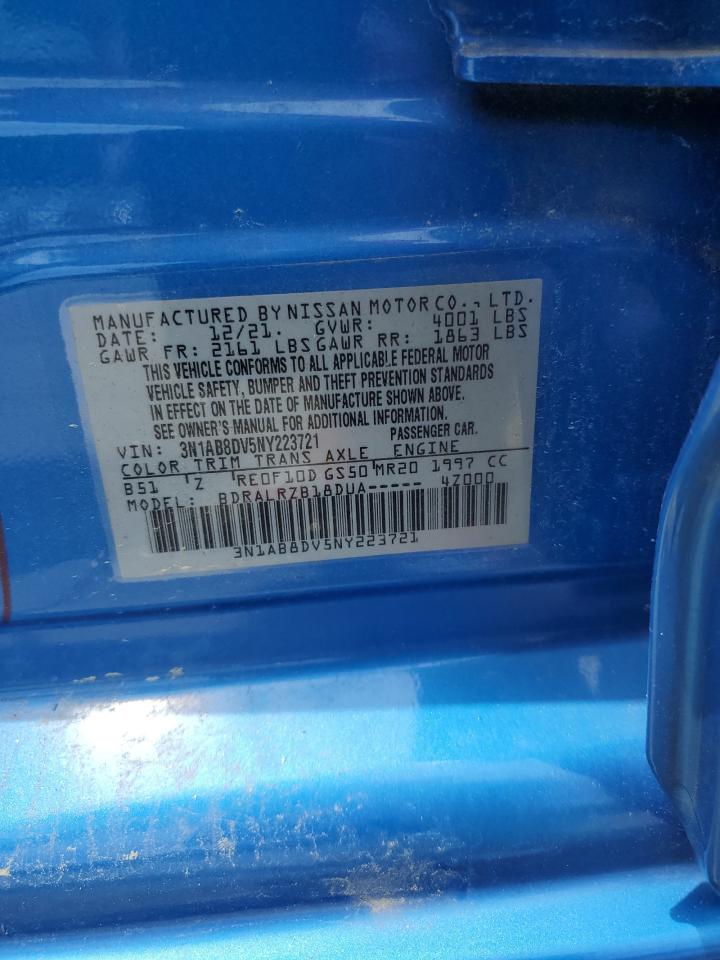 MANUFACTURED BY NISSAN MOTOR CO., LTD.
DATE: 12/21. GVWR: 4001 LBS
GAWR FR: 2161 LBS GAWR RR: 1863 LBS
THIS VEHICLE CONFORMS TO ALL APPLICABLE FEDERAL MOTOR
VEHICLE SAFETY, BUMPER AND THEFT PREVENTION STANDARDS
IN EFFECT ON THE DATE OF MANUFACTURE SHOWN ABOVE.
SEE OWNER'S MANUAL FOR ADDITIONAL INFORMATION.
VIN: 3N1AB8DV5NY223721 PASSENGER CAR.
COLOR TRIM TRANS AXLE ENGINE
B51 Z RE0F10D GS50 MR20 1997 CC
MODEL: BDRALRZB18DUA----- 4Z000
3N1AB8DV5NY223721